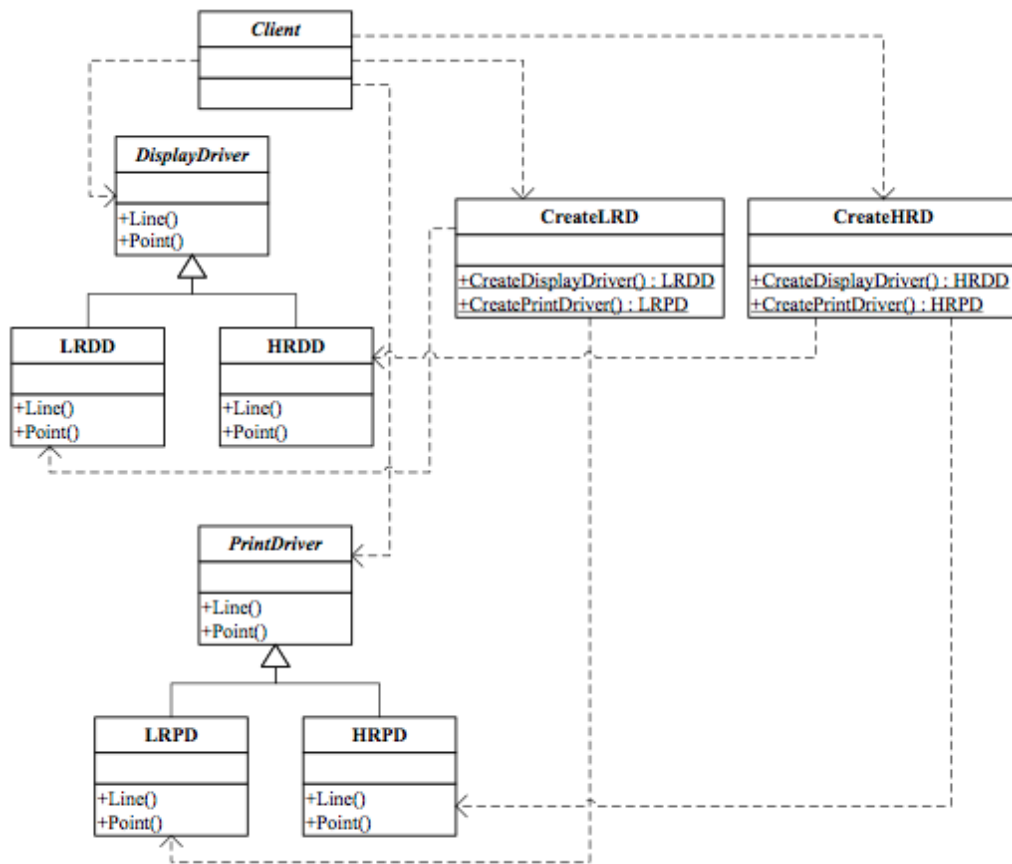 Client
DisplayDriver
+Line()
+Point()
CreateLRD
+CreateDisplayDriver() : LRDD
+CreatePrintDriver() : LRPD
CreateHRD
+CreateDisplayDriver() : HRDD
+CreatePrintDriver() : HRPD
LRDD
+Line()
+Point()
HRDD
+Line()
+Point()
PrintDriver
+Line()
+Point()
LRPD
+Line()
+Point()
HRPD
+Line()
+Point()